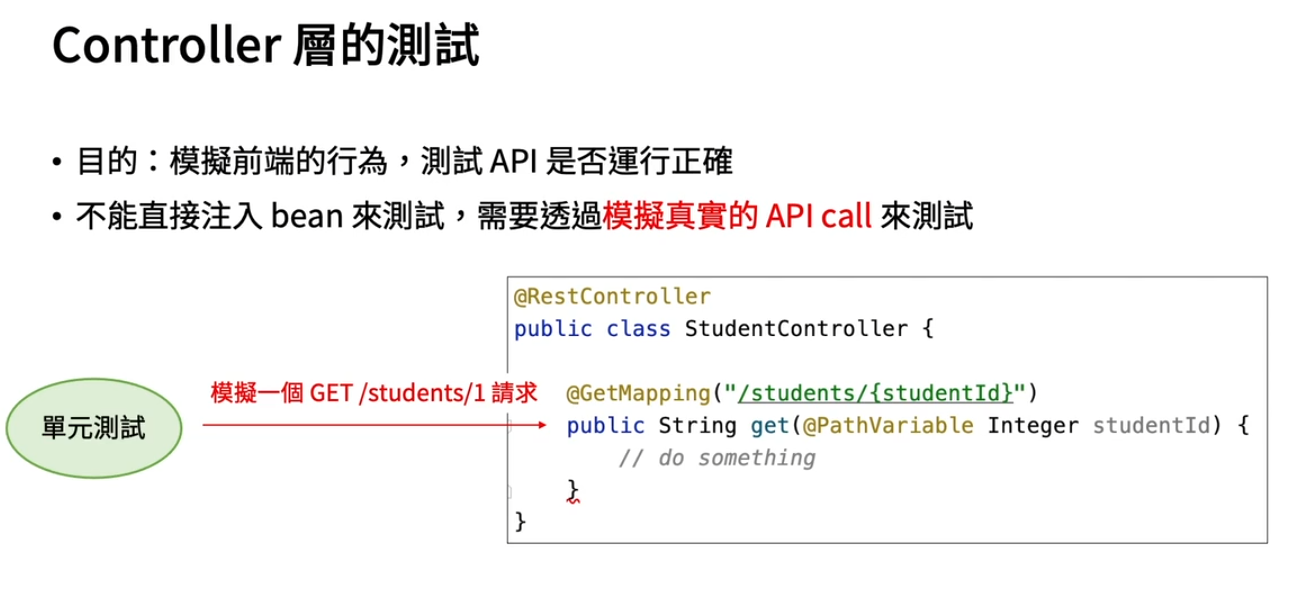 Controller 層的測試
• 目的：模擬前端的行為，測試 API 是否運行正確
• 不能直接注入 bean 來測試，需要透過模擬真實的 API call 來測試
@RestController
public class StudentController {
單元測試
模擬一個 GET /students/1 請求
@GetMapping("/students/{studentId}")
public String get(@PathVariable Integer studentId) {
// do something
}
}